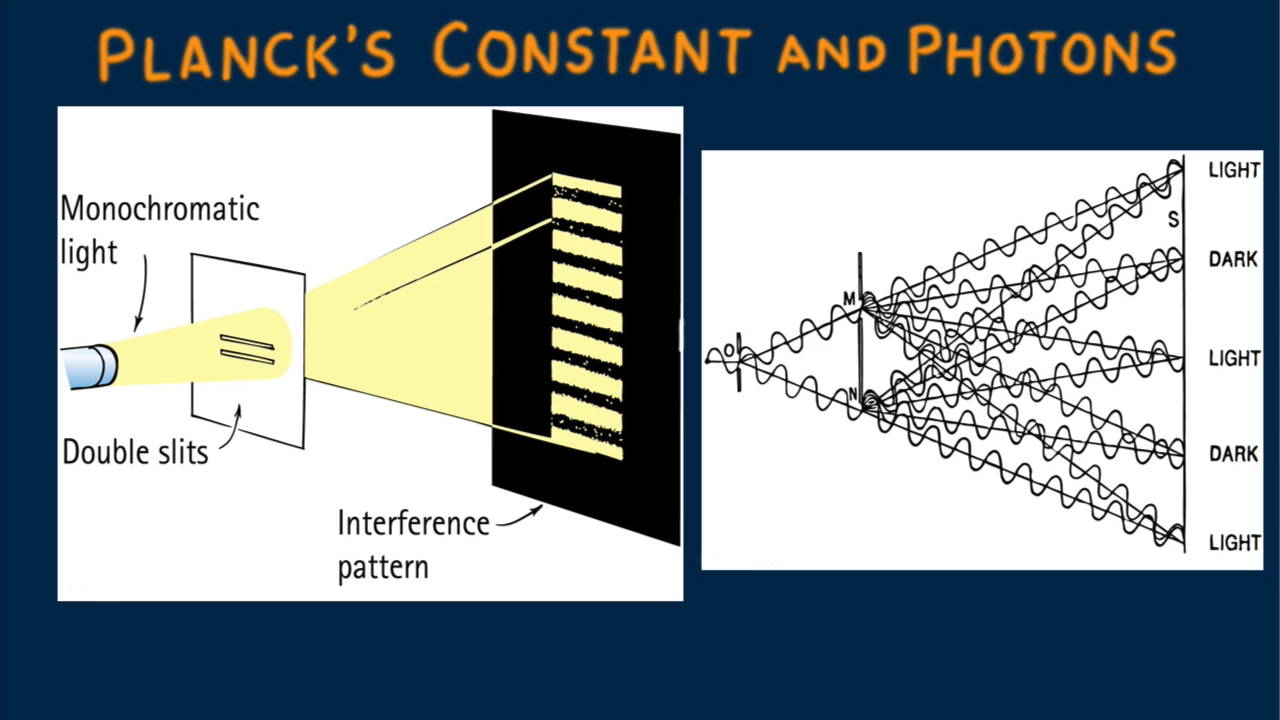 PLANCK'S CONSTANT AND PHOTONS
Monochromatic
light
Double slits
Interference
pattern
LIGHT
S
DARK
M
O
LIGHT
N
DARK
LIGHT